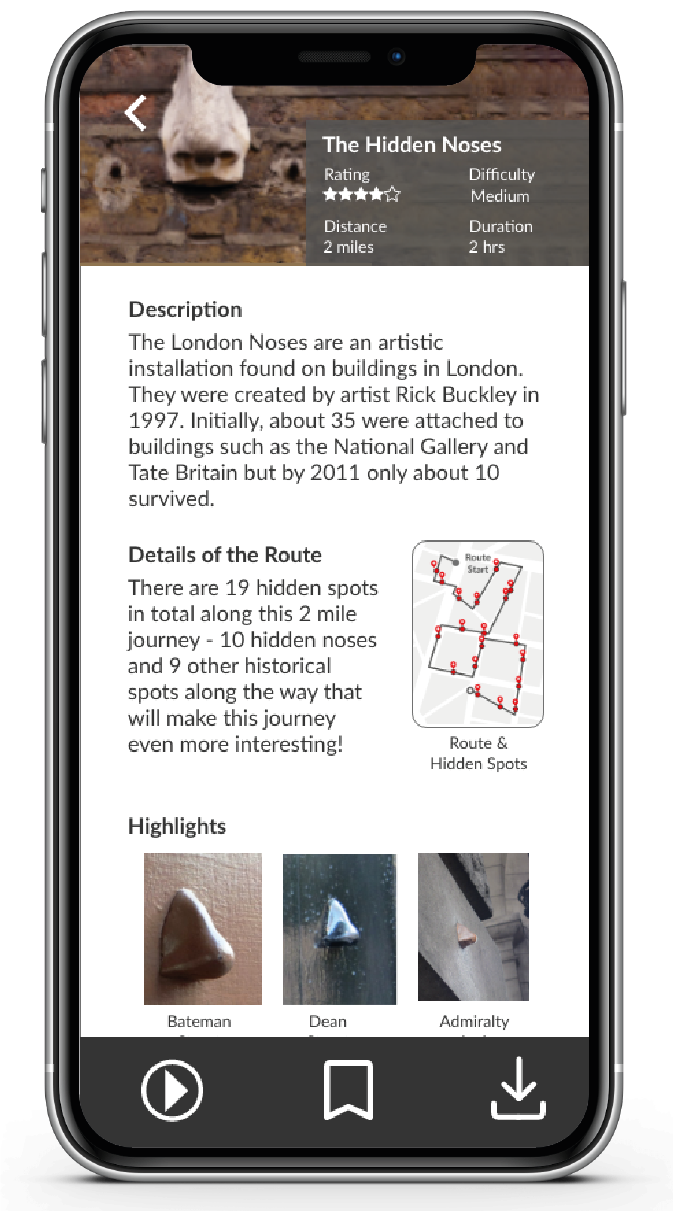 The Hidden Noses
Rating
Difficulty
Medium
Distance
Duration
2 miles
2 hrs
Description
The London Noses are an artistic
installation found on buildings in London.
They were created by artist Rick Buckley in
1997. Initially, about 35 were attached to
buildings such as the National Gallery and
Tate Britain but by 2011 only about 10
survived.
Details of the Route
There are 19 hidden spots
in total along this 2 mile
journey - 10 hidden noses
and 9 other historical
spots along the way that
will make this journey
even more interesting!
Route
Start
Route &
Hidden Spots
Highlights
Bateman
Dean
Admiralty